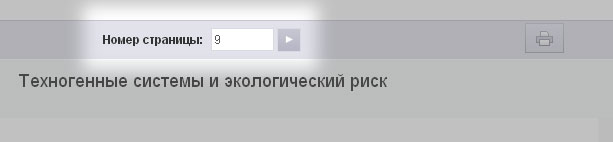 Номер страницы: 9
Техногенные системы и экологический риск